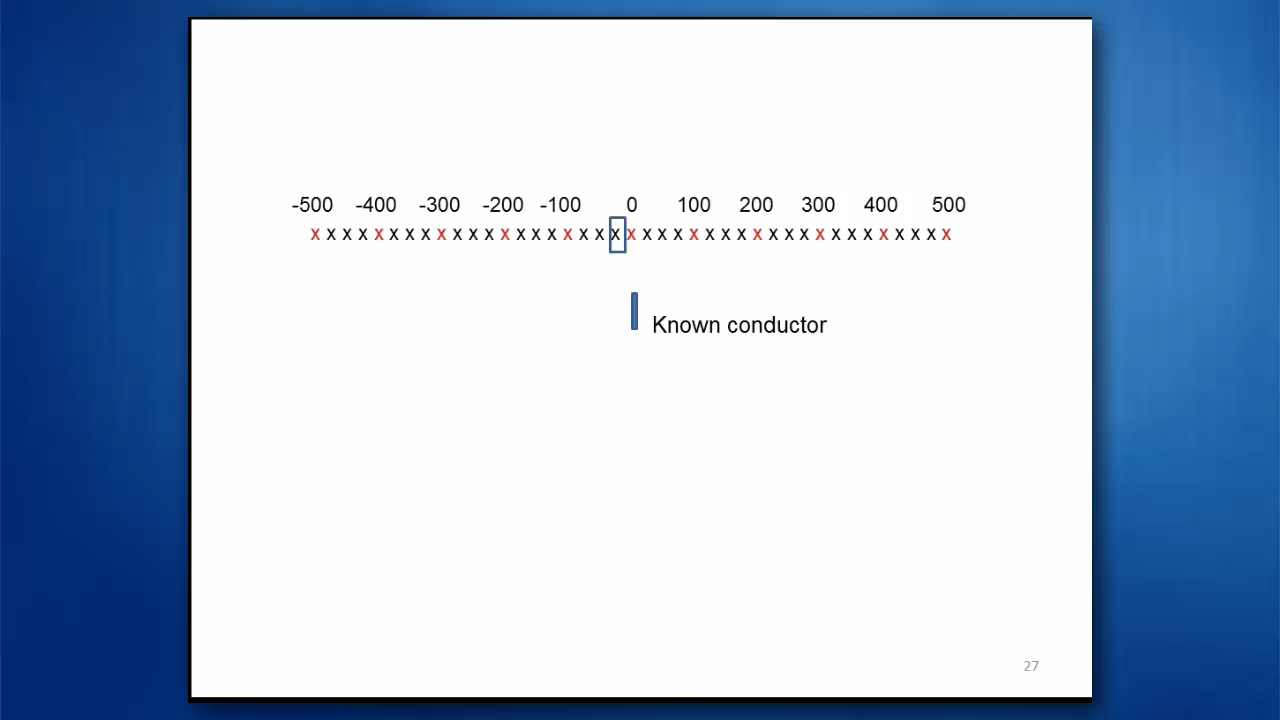 -500 -400 -300 -200 -100 0 100 200 300 400 500
x x x x x x x x x x x x x x x x x x x x x x x x x x x x x x x x x x x x x x x x x
Known conductor
27